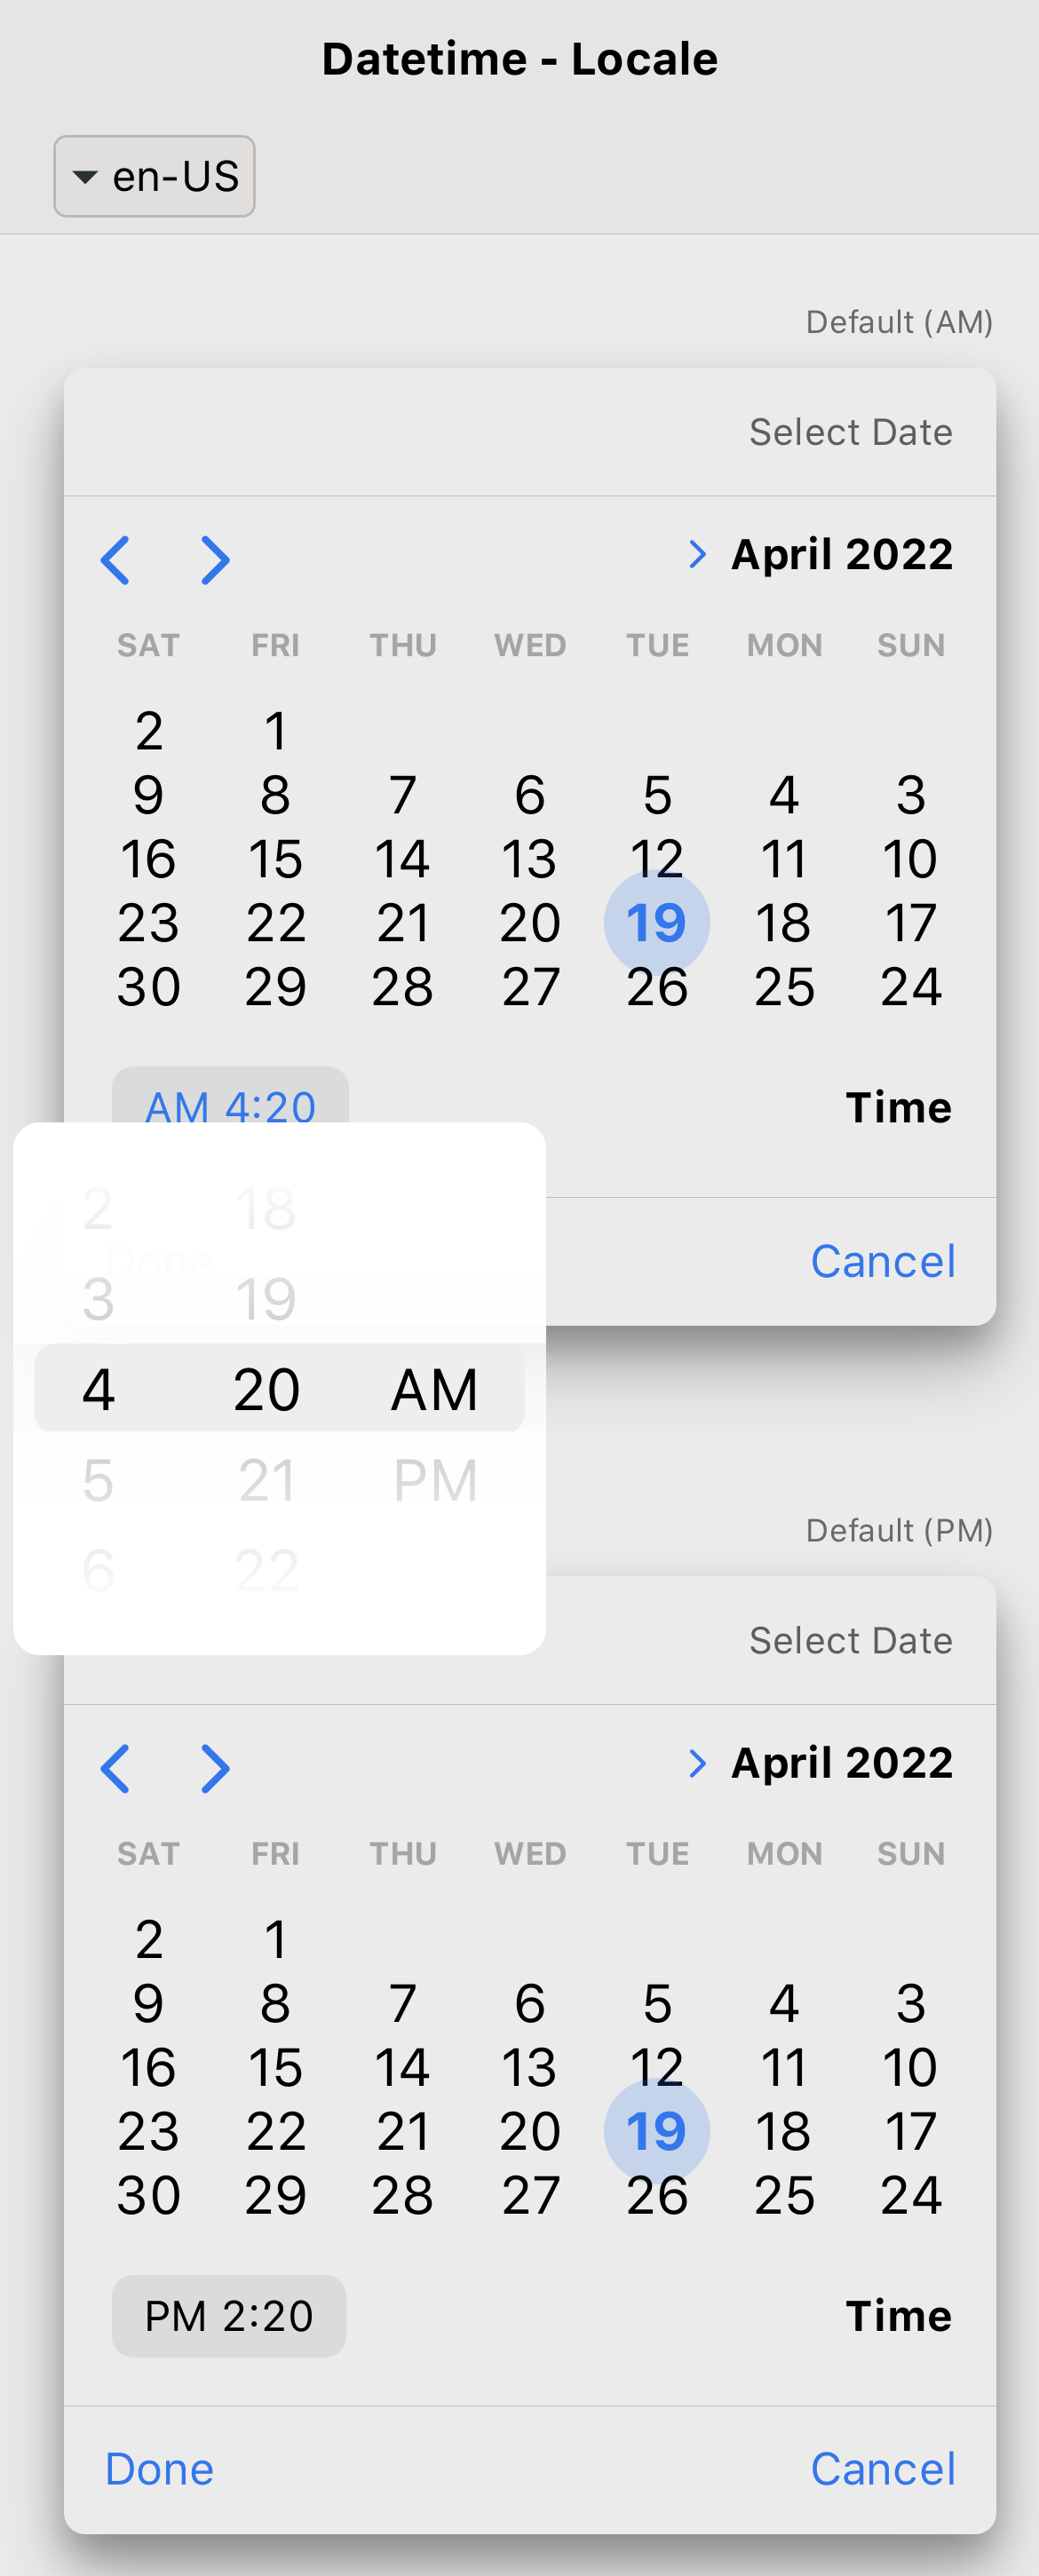 Datetime - Locale
en-US
Default (AM)
Select Date
April 2022
SAT FRI THU WED TUE MON SUN
2 1
9 8 7 6 5 4 3
16 15 14 13 12 11 10
23 22 21 20 19 18 17
30 29 28 27 26 25 24
AM 4:20 Time
Done Cancel
2 18
3 19
4 20 AM
5 21 PM
6 22
Default (PM)
Select Date
April 2022
SAT FRI THU WED TUE MON SUN
2 1
9 8 7 6 5 4 3
16 15 14 13 12 11 10
23 22 21 20 19 18 17
30 29 28 27 26 25 24
PM 2:20 Time
Done Cancel